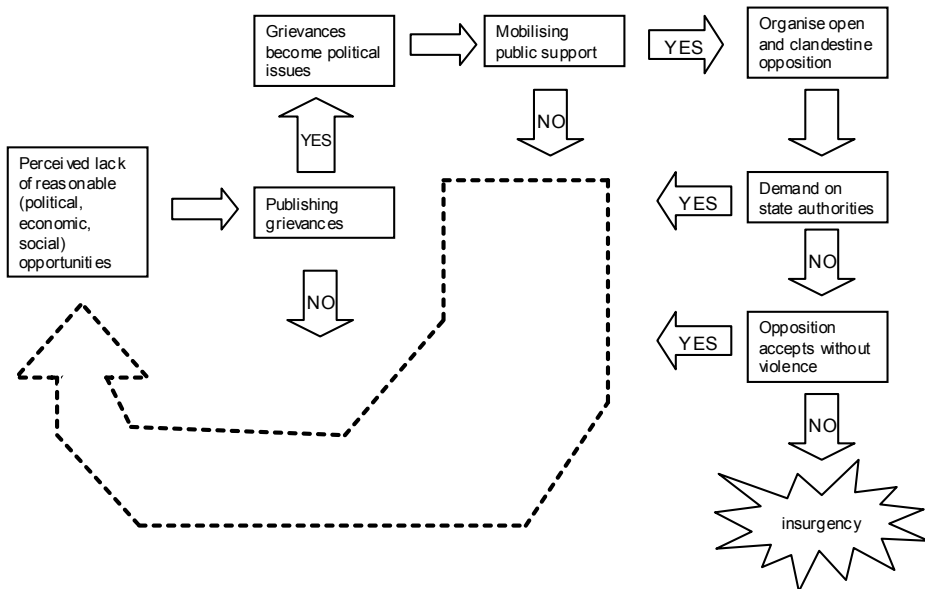 Grievances
become political
issues
Mobilising
public support
YES
Organise open
and clandestine
opposition
YES
NO
Perceived lack
of reasonable
(political,
economic,
social)
opportunities
Publishing
grievances
YES
Demand on
state authorities
NO
NO
YES
Opposition
accepts without
violence
NO
insurgency